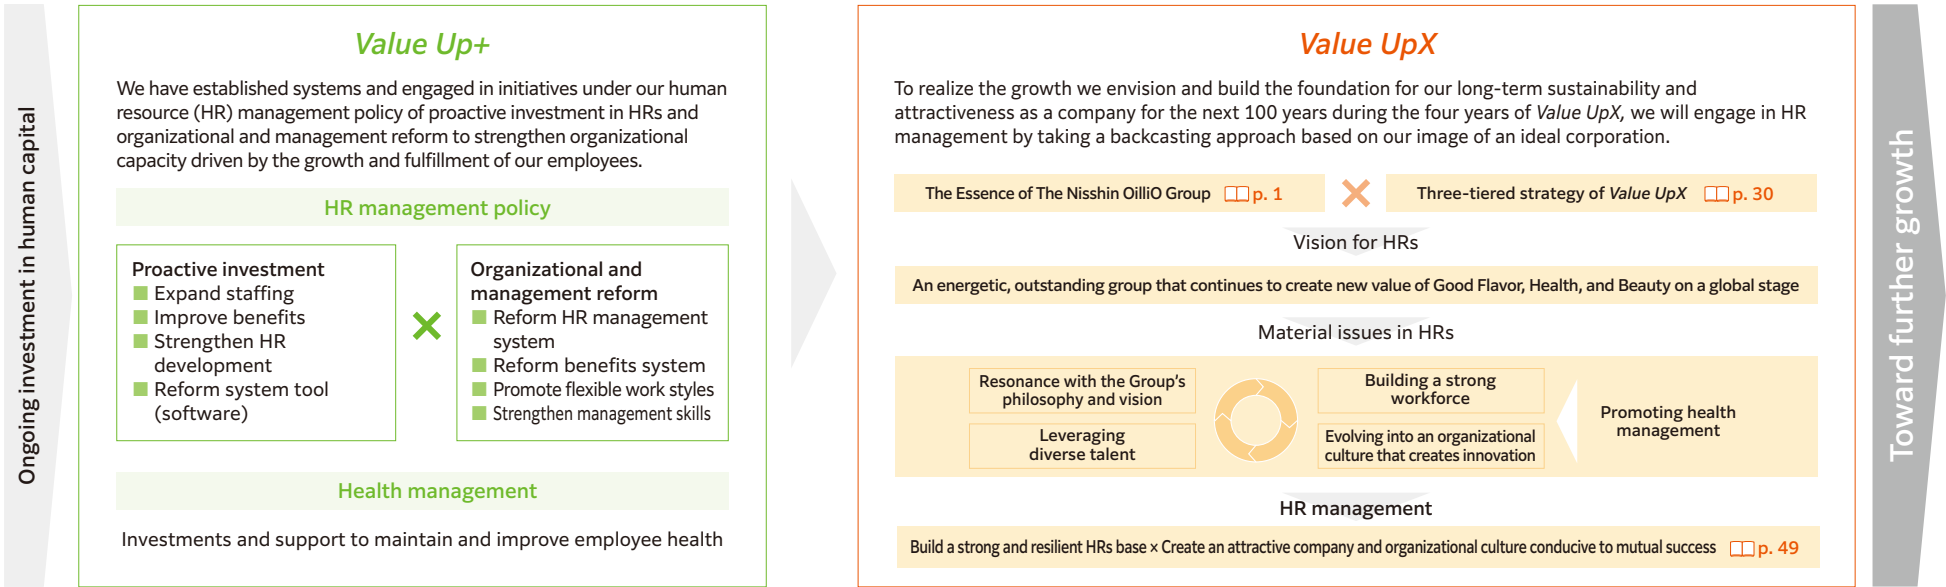 Ongoing investment in human capital
Value Up+
We have established systems and engaged in initiatives under our human
resource (HR) management policy of proactive investment in HRs and
organizational and management reform to strengthen organizational
capacity driven by the growth and fulfillment of our employees.
HR management policy
Proactive investment
Expand staffing
Improve benefits
Strengthen HR
development
Reform system tool
(software)
×
Organizational and
management reform
Reform HR management
system
Reform benefits system
Promote flexible work styles
Strengthen management skills
Health management
Investments and support to maintain and improve employee health
Value UpX
To realize the growth we envision and build the foundation for our long-term sustainability and
attractiveness as a company for the next 100 years during the four years of Value UpX, we will engage in HR
management by taking a backcasting approach based on our image of an ideal corporation.
The Essence of The Nisshin OilliO Group p. 1
×
Three-tiered strategy of Value UpX p. 30
Vision for HRs
An energetic, outstanding group that continues to create new value of Good Flavor, Health, and Beauty on a global stage
Material issues in HRs
Resonance with the Group's
philosophy and vision
Building a strong
workforce
Leveraging
diverse talent
Evolving into an organizational
culture that creates innovation
Promoting health
management
HR management
Build a strong and resilient HRs base × Create an attractive company and organizational culture conducive to mutual success p. 49
Toward further growth